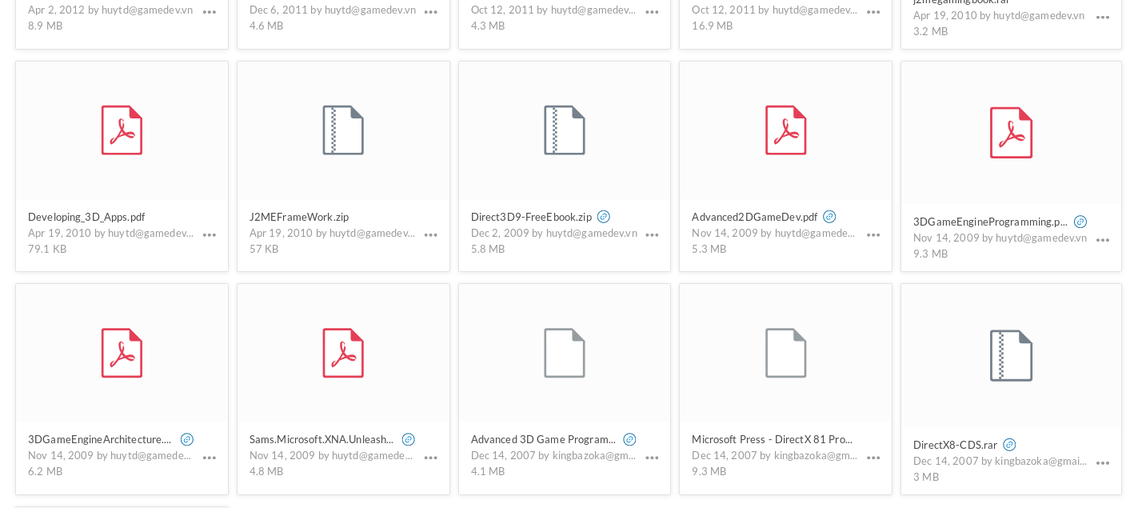 Apr 2, 2012 by huytd@gamedev.vn
8.9 MB
Dec 6, 2011 by huytd@gamedev.vn
4.6 MB
Oct 12, 2011 by huytd@gamedev...
4.3 MB
Oct 12, 2011 by huytd@gamedev...
16.9 MB
j2megamingbook.rar
Apr 19, 2010 by huytd@gamedev.vn
3.2 MB
Developing_3D_Apps.pdf
Apr 19, 2010 by huytd@gamedev...
79.1 KB
J2MEFrameWork.zip
Apr 19, 2010 by huytd@gamedev...
57 KB
Direct3D9-FreeEbook.zip
Dec 2, 2009 by huytd@gamedev.vn
5.8 MB
Advanced2DGameDev.pdf
Nov 14, 2009 by huytd@gamede...
5.3 MB
3DGameEngineProgramming.p...
Nov 14, 2009 by huytd@gamedev.vn
9.3 MB
3DGameEngineArchitecture....
Nov 14, 2009 by huytd@gamede...
6.2 MB
Sams.Microsoft.XNA.Unleash...
Nov 14, 2009 by huytd@gamede...
4.8 MB
Advanced 3D Game Program...
Dec 14, 2007 by kingbazoka@gm...
4.1 MB
Microsoft Press - DirectX 81 Pro...
Dec 14, 2007 by kingbazoka@gm...
9.3 MB
DirectX8-CDS.rar
Dec 14, 2007 by kingbazoka@gmai...
3 MB